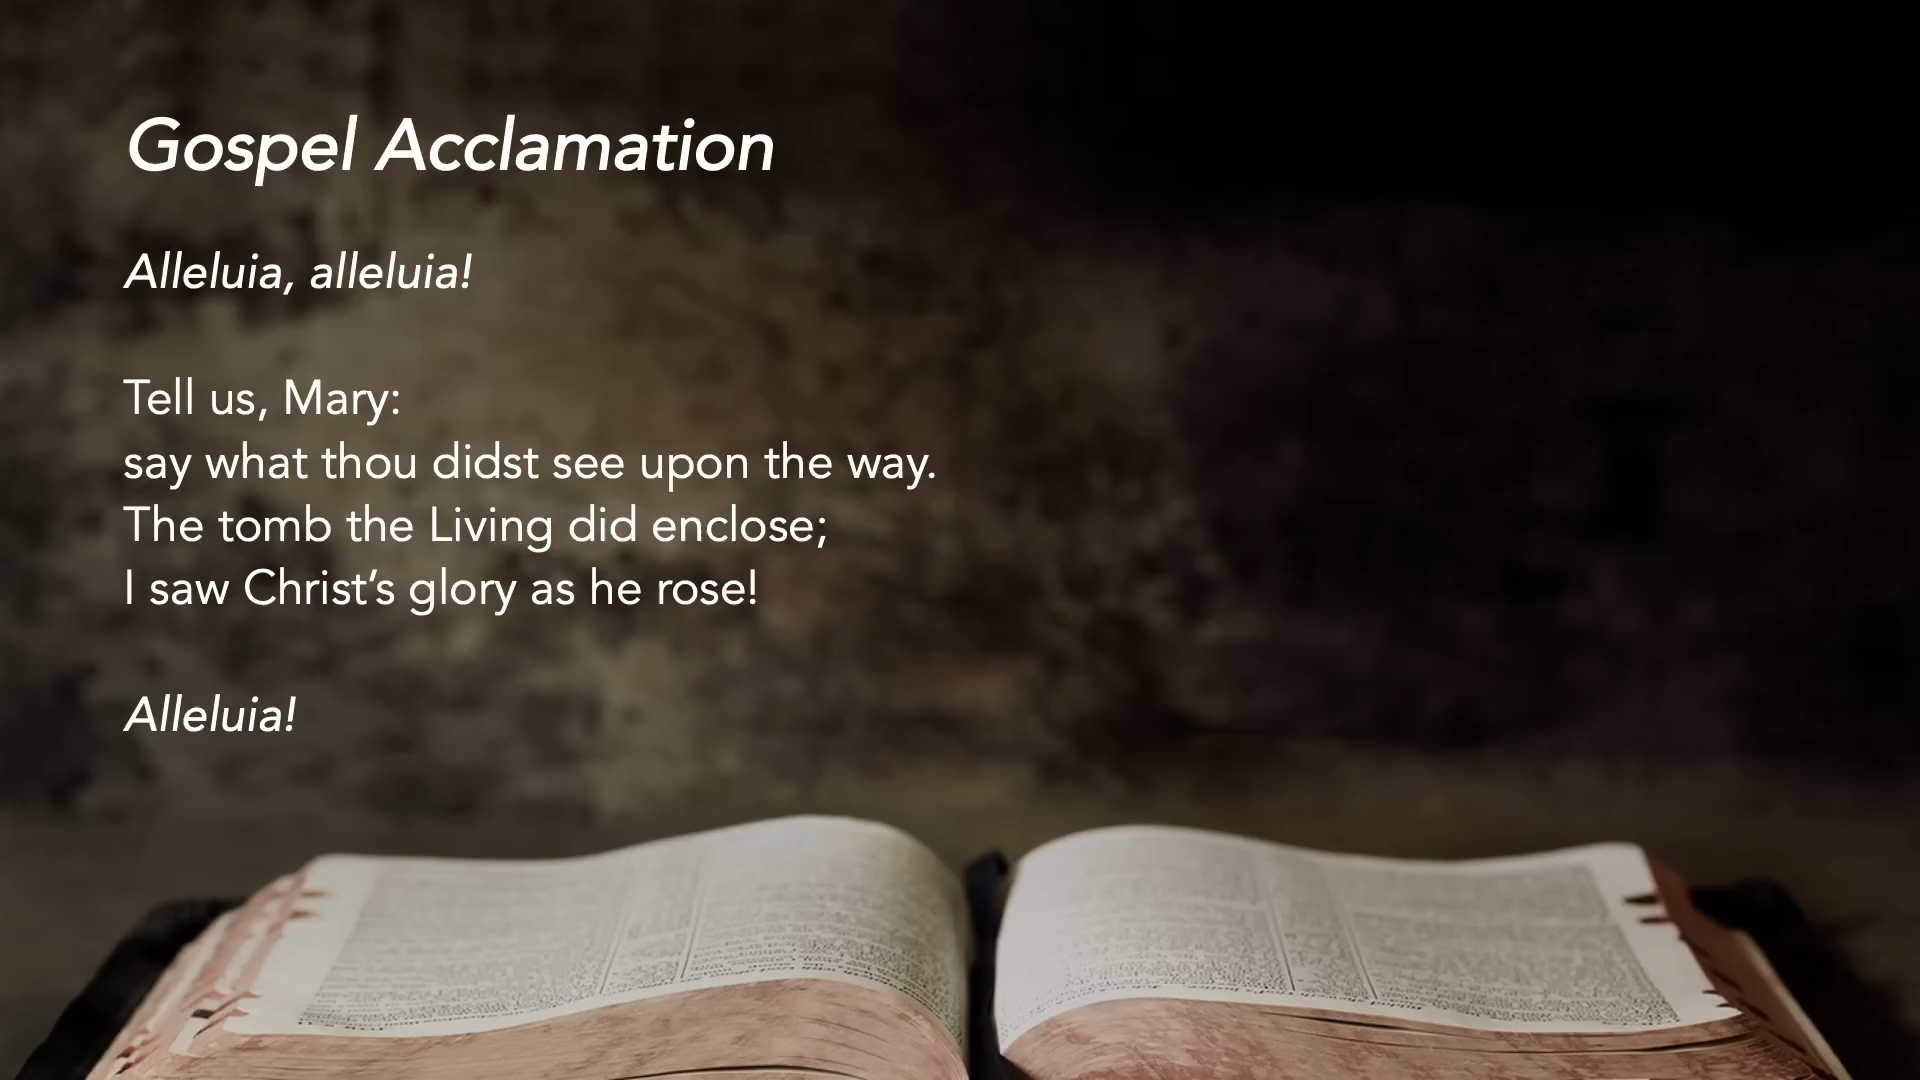 Gospel Acclamation
Alleluia, alleluia!
Tell us, Mary:
say what thou didst see upon the way.
The tomb the Living did enclose;
I saw Christ’s glory as he rose!
Alleluia!